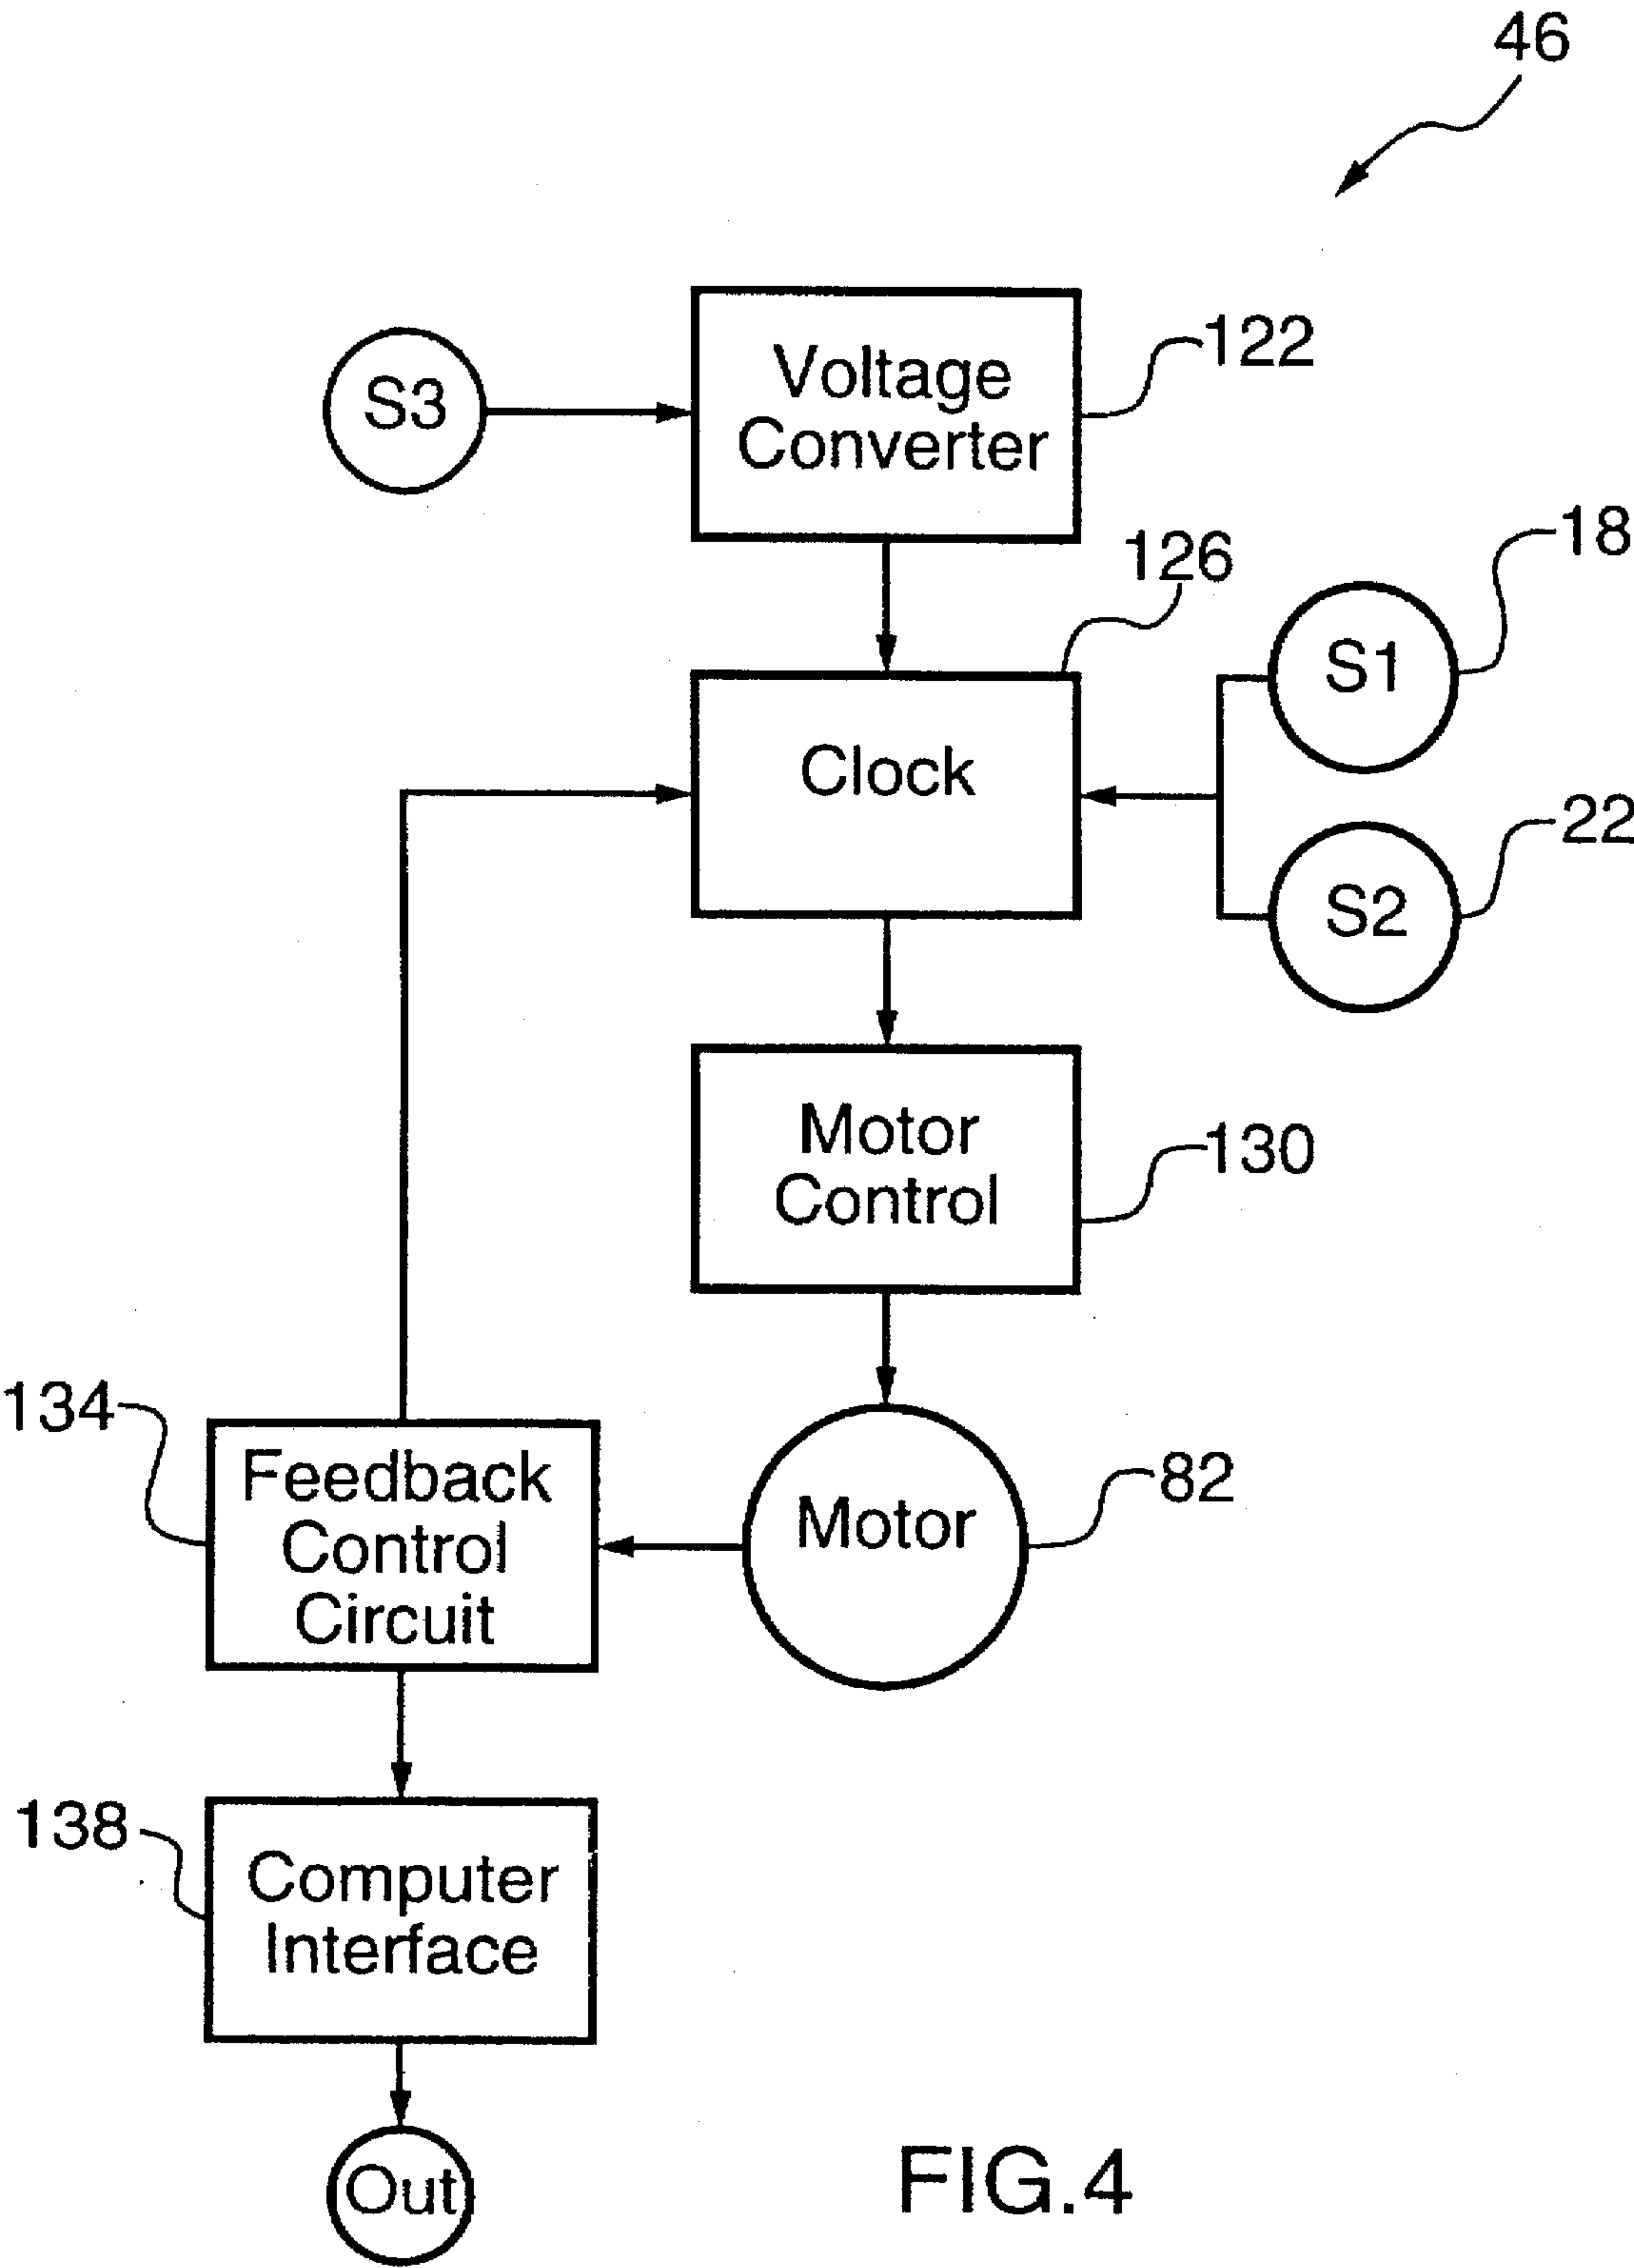 46
Voltage
Converter
122
S3
126
18
S1
Clock
22
S2
Motor
Control
130
134
Feedback
Control
Circuit
Motor
82
138
Computer
Interface
Out
FIG.4